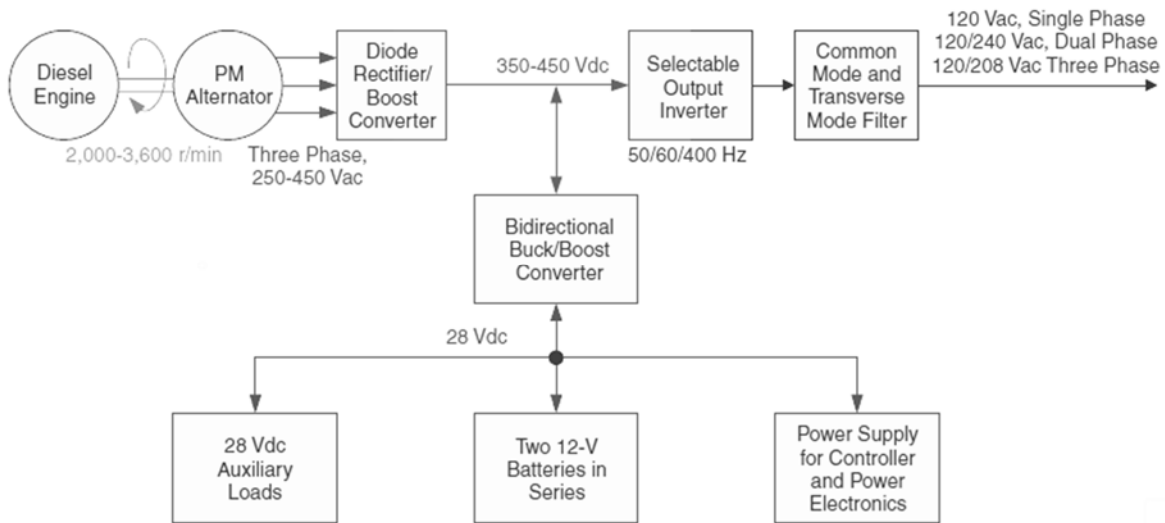 Diesel
Engine
PM
Alternator
Diode
Rectifier/
Boost
Converter
350-450 Vdc
Selectable
Output
Inverter
Common
Mode and
Transverse
Mode Filter
120 Vac, Single Phase
120/240 Vac, Dual Phase
120/208 Vac Three Phase
2,000-3,600 r/min
Three Phase,
250-450 Vac
50/60/400 Hz
Bidirectional
Buck/Boost
Converter
28 Vdc
28 Vdc
Auxiliary
Loads
Two 12-V
Batteries in
Series
Power Supply
for Controller
and Power
Electronics